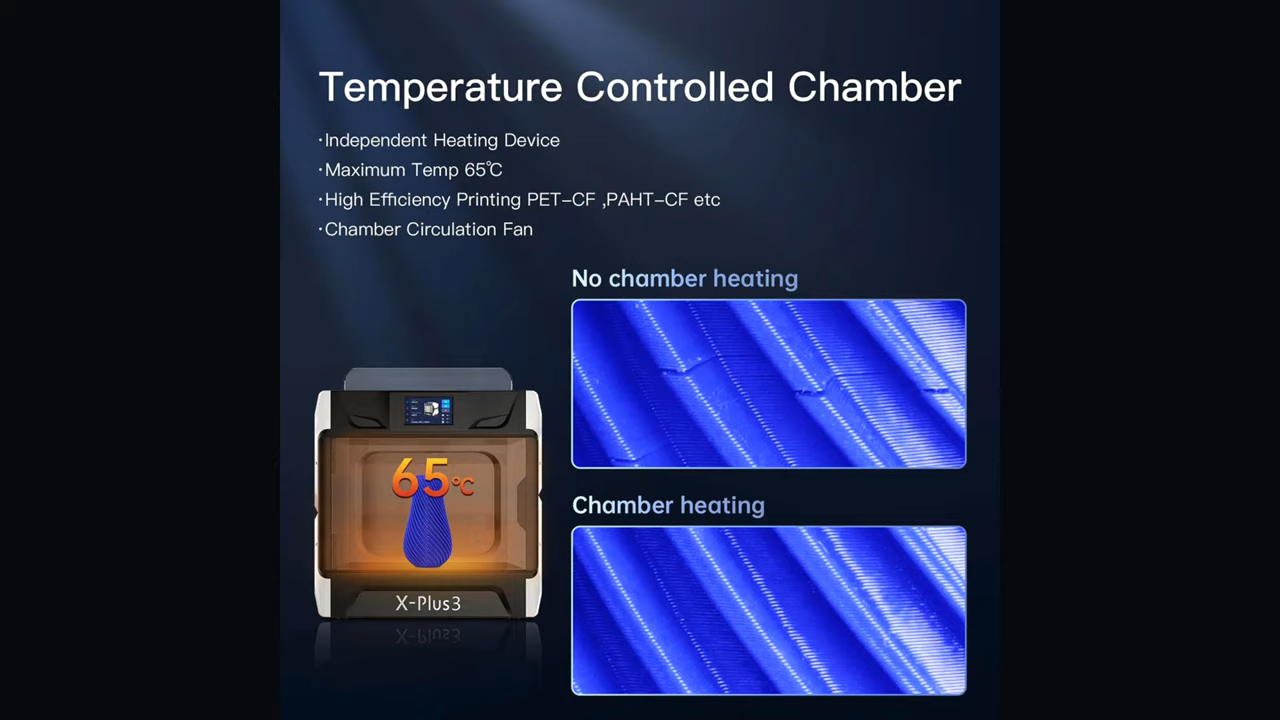 Temperature Controlled Chamber
·Independent Heating Device
·Maximum Temp 65℃
·High Efficiency Printing PET-CF ,PAHT-CF etc
·Chamber Circulation Fan
No chamber heating
65℃
X-Plus3
Chamber heating